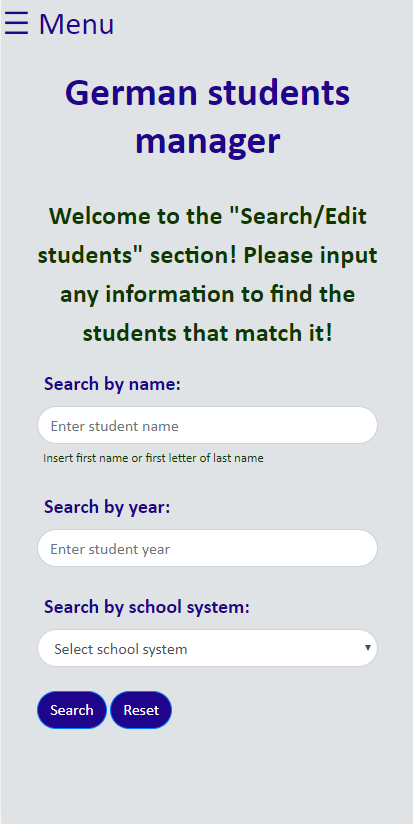 ☰ Menu
German students
manager
Welcome to the "Search/Edit
students" section! Please input
any information to find the
students that match it!
Search by name:
Enter student name
Insert first name or first letter of last name
Search by year:
Enter student year
Search by school system:
Select school system
Search Reset